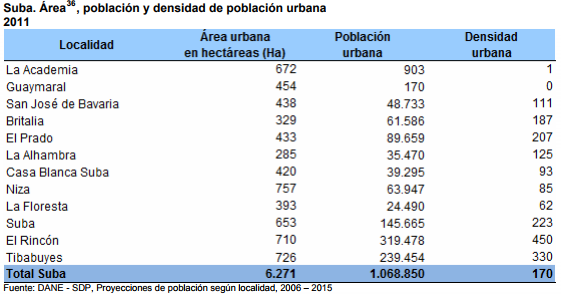 Suba. Área36, población y densidad de población urbana
2011
Localidad Área urbana en hectáreas (Ha) Población urbana Densidad urbana
La Academia 672 903 1
Guaymaral 454 170 0
San José de Bavaria 438 48.733 111
Britalia 329 61.586 187
El Prado 433 89.659 207
La Alhambra 285 35.470 125
Casa Blanca Suba 420 39.295 93
Niza 757 63.947 85
La Floresta 393 24.490 62
Suba 653 145.665 223
El Rincón 710 319.478 450
Tibabuyes 726 239.454 330
Total Suba 6.271 1.068.850 170
Fuente: DANE - SDP, Proyecciones de población según localidad, 2006 – 2015